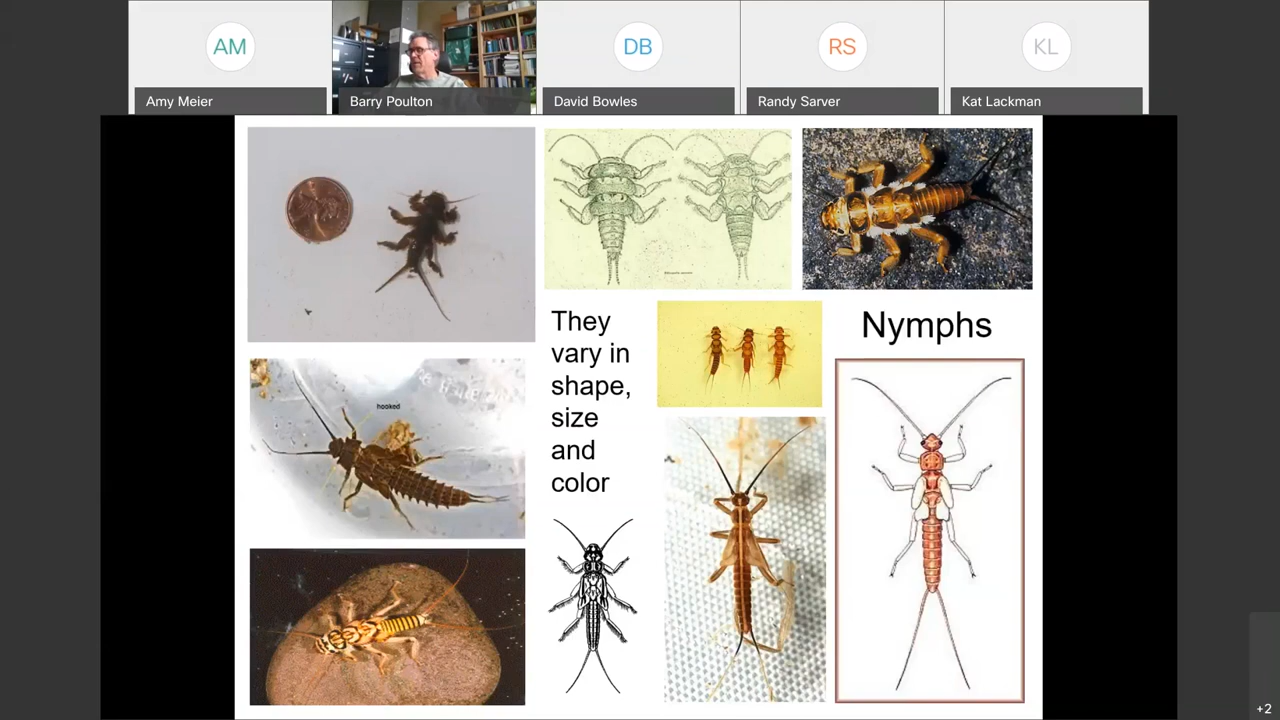 AM
Amy Meier
Barry Poulton
DB
David Bowles
RS
Randy Sarver
KL
Kat Lackman
They
vary in
shape,
size
and
color
Nymphs
hooked
+2